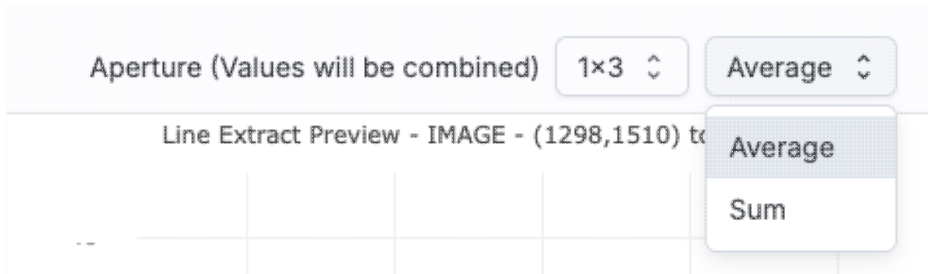 Aperture (Values will be combined) 1×3 Average
Line Extract Preview - IMAGE - (1298,1510) to
Average
Sum